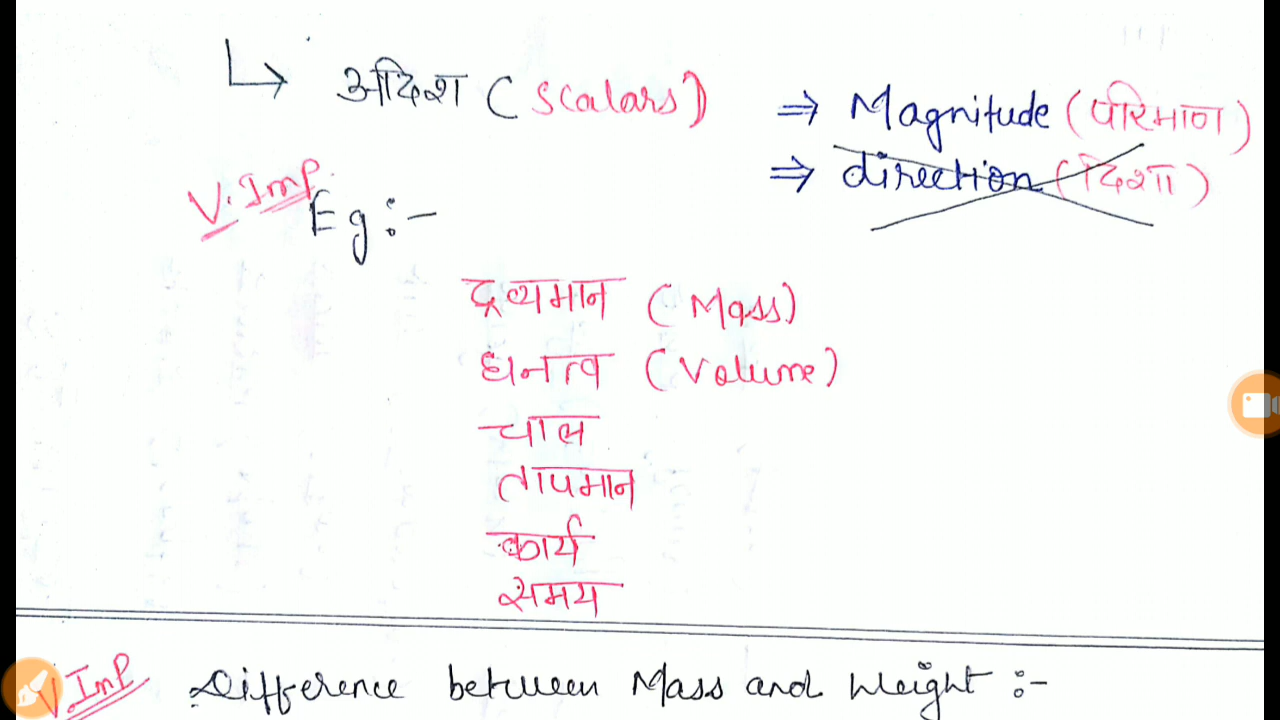 ↳ अदिश (Scalars) ⇒ Magnitude (परिमाण)
⇒ direction (दिशा)
V. Imp
Eg :-
द्रव्यमान (Mass)
घनत्व (Volume)
चाल
तापमान
कार्य
समय
V. Imp Difference between Mass and Weight :-